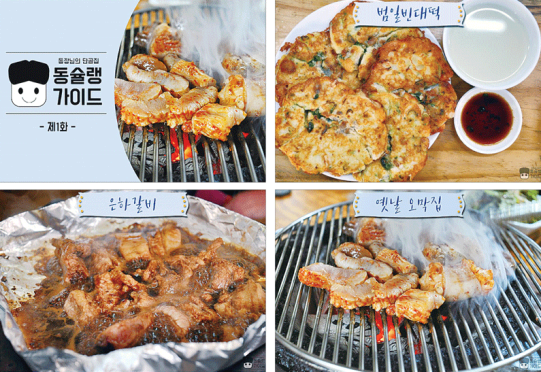 동장님의 단골집
동슐랭
가이드
- 제1화 -
범일빈대떡
은하갈비
옛날 오막집